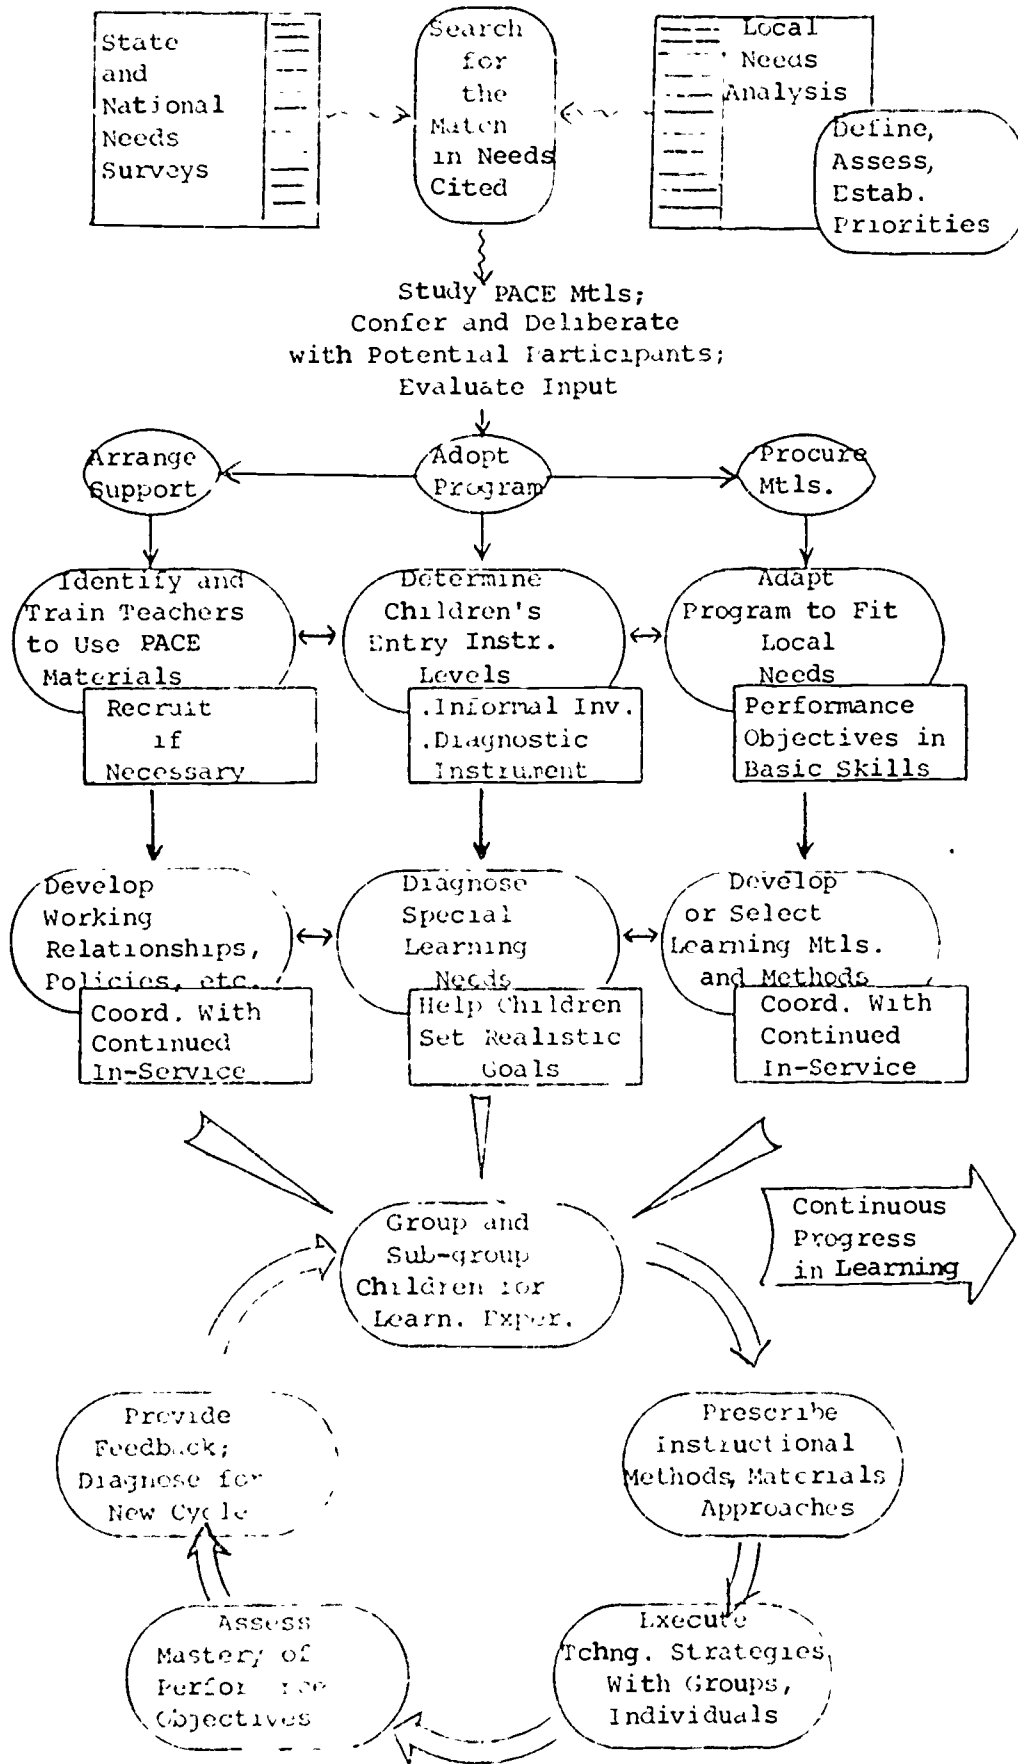 State
and
National
Needs
Surveys
Search
for
the
Match
in Needs
Cited
Local
Needs
Analysis
Define,
Assess,
Estab.
Priorities
Study PACE Mtls;
Confer and Deliberate
with Potential Participants;
Evaluate Input
Arrange
Support
Adopt
Program
Procure
Mtls.
Identify and
Train Teachers
to Use PACE
Materials
Recruit
if
Necessary
Determine
Children's
Entry Instr.
Levels
.Informal Inv.
.Diagnostic
Instrument
Adapt
Program to Fit
Local
Needs
Performance
Objectives in
Basic Skills
Develop
Working
Relationships,
Policies, etc.
Coord. With
Continued
In-Service
Diagnose
Special
Learning
Needs
Help Children
Set Realistic
Goals
Develop
or Select
Learning Mtls.
and Methods
Coord. With
Continued
In-Service
Group and
Sub-group
Children for
Learn. Exper.
Continuous
Progress
in Learning
Prescribe
Instructional
Methods, Materials
Approaches
Execute
Tchng. Strategies,
With Groups,
Individuals
Assess
Mastery of
Performance
Objectives
Provide
Feedback;
Diagnose for
New Cycle